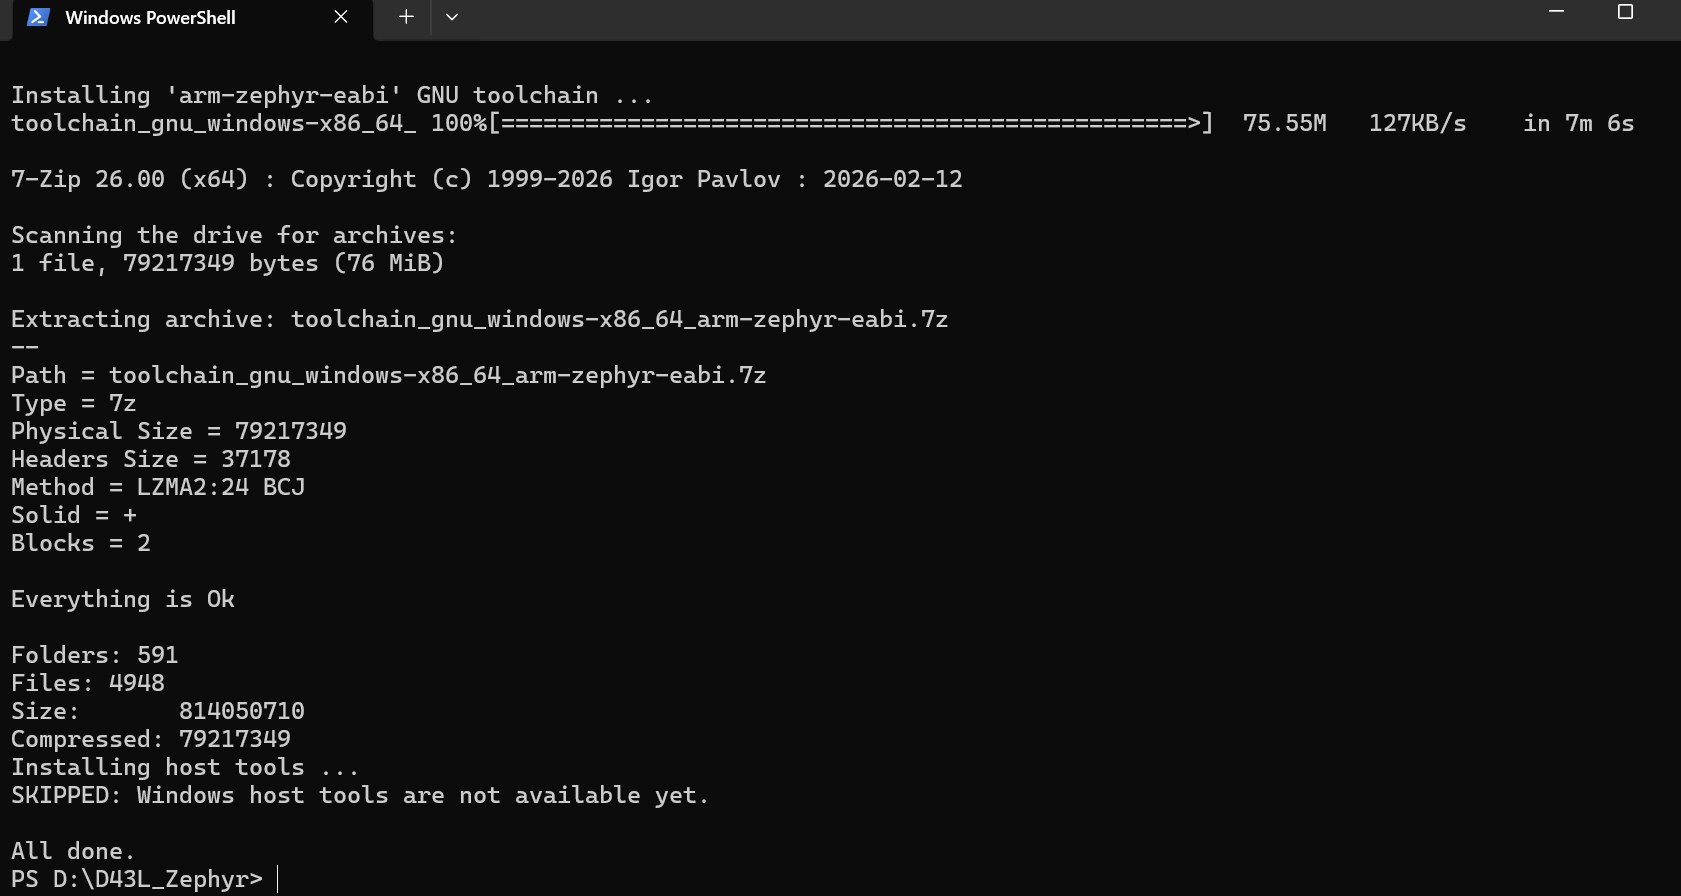 Windows PowerShell
Installing 'arm-zephyr-eabi' GNU toolchain ...
toolchain_gnu_windows-x86_64_ 100%[=================================================>]  75.55M   127KB/s    in 7m 6s
7-Zip 26.00 (x64) : Copyright (c) 1999-2026 Igor Pavlov : 2026-02-12
Scanning the drive for archives:
1 file, 79217349 bytes (76 MiB)
Extracting archive: toolchain_gnu_windows-x86_64_arm-zephyr-eabi.7z
--
Path = toolchain_gnu_windows-x86_64_arm-zephyr-eabi.7z
Type = 7z
Physical Size = 79217349
Headers Size = 37178
Method = LZMA2:24 BCJ
Solid = +
Blocks = 2
Everything is Ok
Folders: 591
Files: 4948
Size:       814050710
Compressed: 79217349
Installing host tools ...
SKIPPED: Windows host tools are not available yet.
All done.
PS D:\D43L_Zephyr>